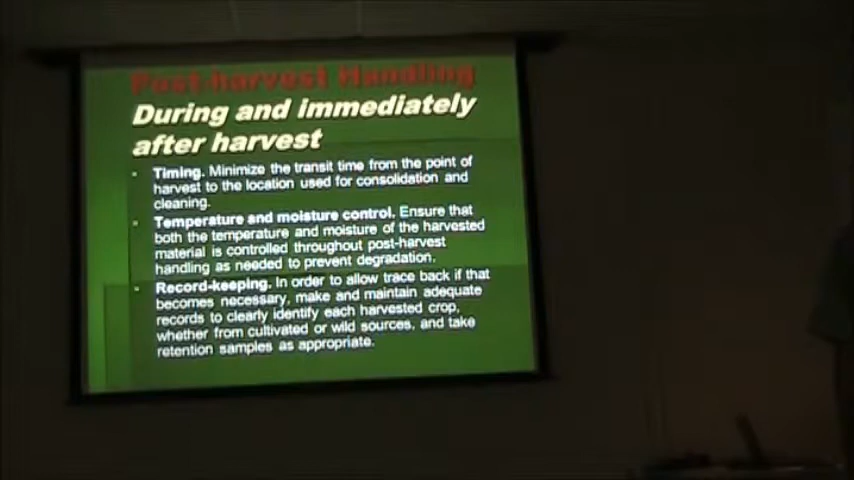 Post-harvest Handling
During and immediately
after harvest
• Timing. Minimize the transit time from the point of
harvest to the location used for consolidation and
cleaning.
• Temperature and moisture control. Ensure that
both the temperature and moisture of the harvested
material is controlled throughout post-harvest
handling as needed to prevent degradation.
• Record-keeping. In order to allow trace back if that
becomes necessary, make and maintain adequate
records to clearly identify each harvested crop,
whether from cultivated or wild sources, and take
retention samples as appropriate.